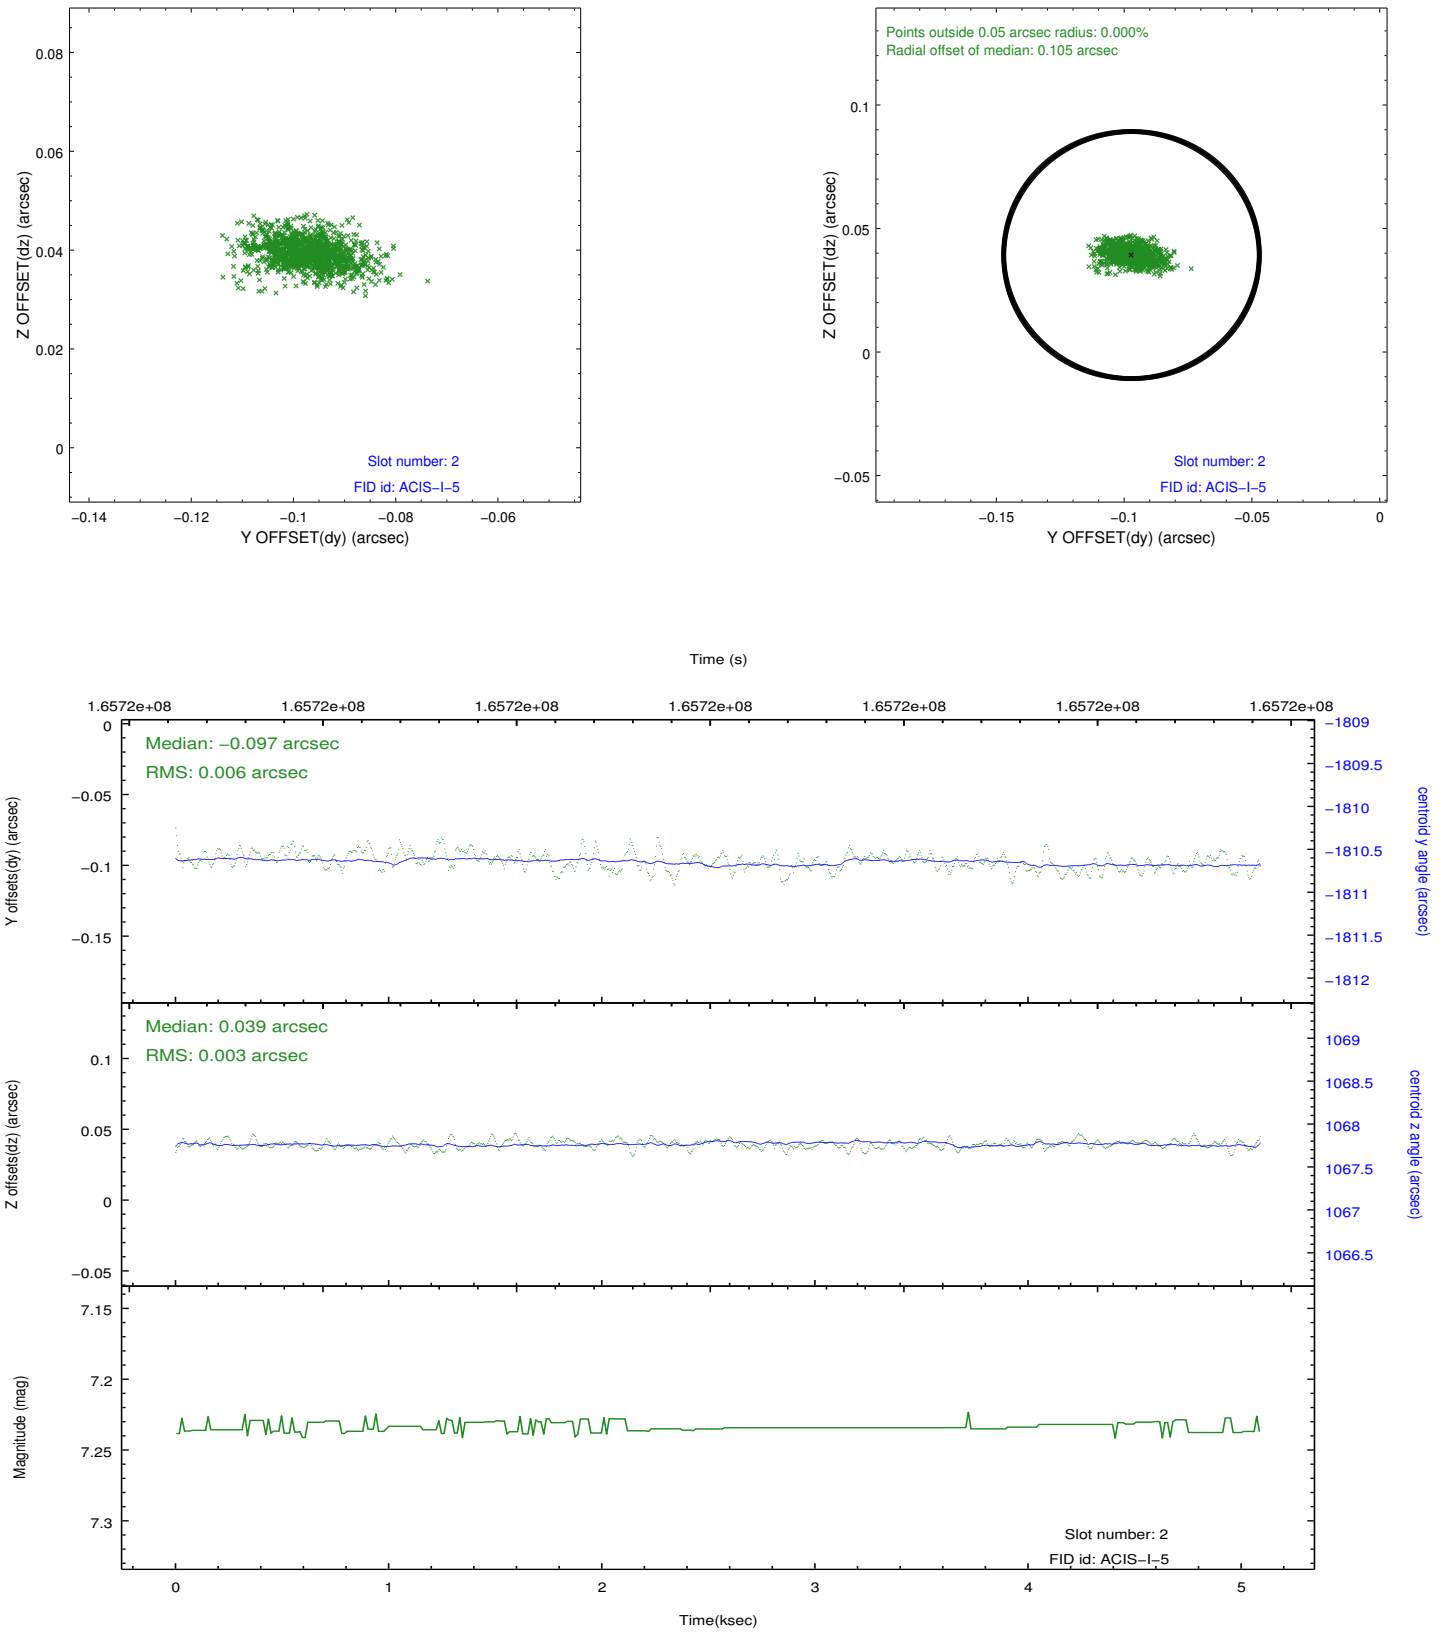 0.08
0.06
0.04
0.02
0
Z OFFSET(dz) (arcsec)
Slot number: 2
FID id: ACIS−I−5
−0.14
−0.12
−0.1
−0.08
−0.06
Y OFFSET(dy) (arcsec)
Points outside 0.05 arcsec radius: 0.000%
Radial offset of median: 0.105 arcsec
0.1
0.05
0
−0.05
Z OFFSET(dz) (arcsec)
Slot number: 2
FID id: ACIS−I−5
−0.15
−0.1
−0.05
0
Y OFFSET(dy) (arcsec)
Time (s)
1.6572e+08
1.6572e+08
1.6572e+08
1.6572e+08
1.6572e+08
1.6572e+08
1.6572e+08
0
−0.05
−0.1
−0.15
Y offsets(dy) (arcsec)
Median: −0.097 arcsec
RMS: 0.006 arcsec
−1809
−1809.5
−1810
−1810.5
−1811
−1811.5
−1812
centroid y angle (arcsec)
0.1
0.05
0
−0.05
Z offsets(dz) (arcsec)
Median: 0.039 arcsec
RMS: 0.003 arcsec
1069
1068.5
1068
1067.5
1067
1066.5
centroid z angle (arcsec)
7.15
7.2
7.25
7.3
Magnitude (mag)
Slot number: 2
FID id: ACIS−I−5
0
1
2
3
4
5
Time(ksec)